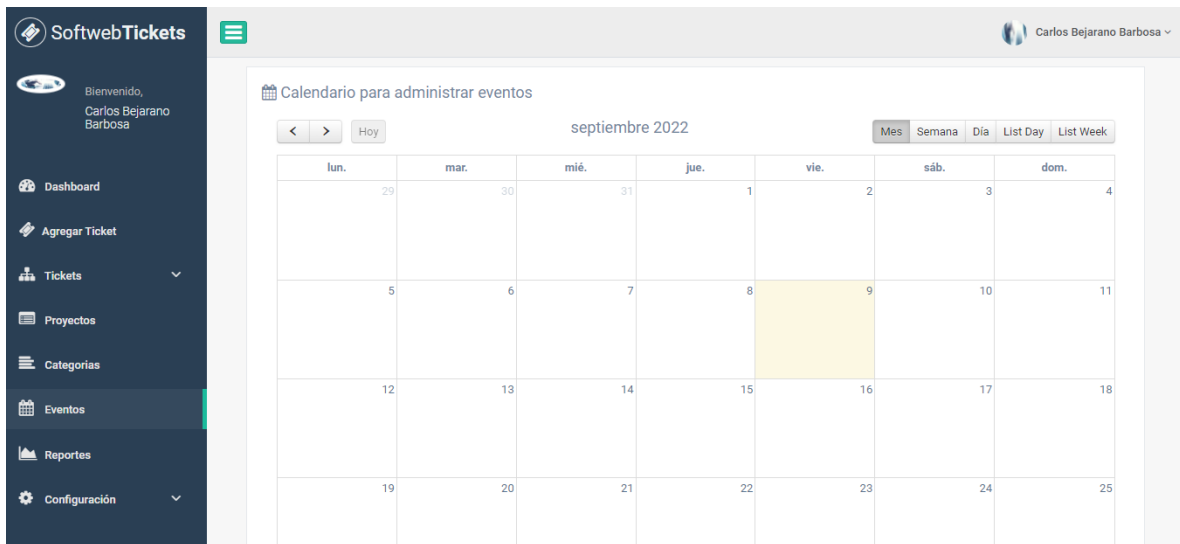 SoftwebTickets
Carlos Bejarano Barbosa
Bienvenido,
Carlos Bejarano
Barbosa
Dashboard
Agregar Ticket
Tickets
Proyectos
Categorias
Eventos
Reportes
Configuración
Calendario para administrar eventos
Hoy
septiembre 2022
Mes Semana Día List Day List Week
lun. mar. mié. jue. vie. sáb. dom.
29 30 31 1 2 3 4
5 6 7 8 9 10 11
12 13 14 15 16 17 18
19 20 21 22 23 24 25